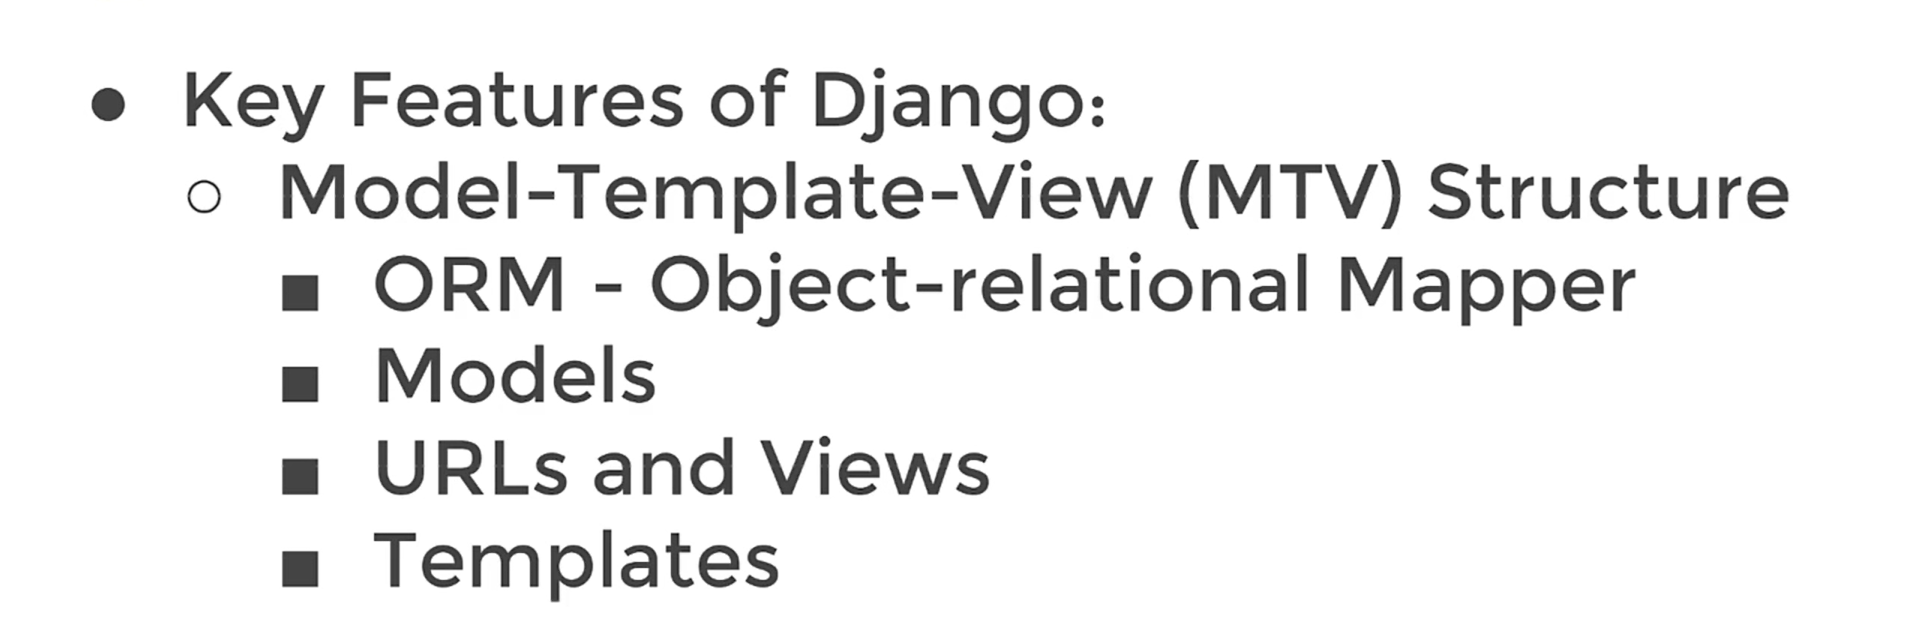 ● Key Features of Django:
○ Model-Template-View (MTV) Structure
■ ORM - Object-relational Mapper
■ Models
■ URLs and Views
■ Templates